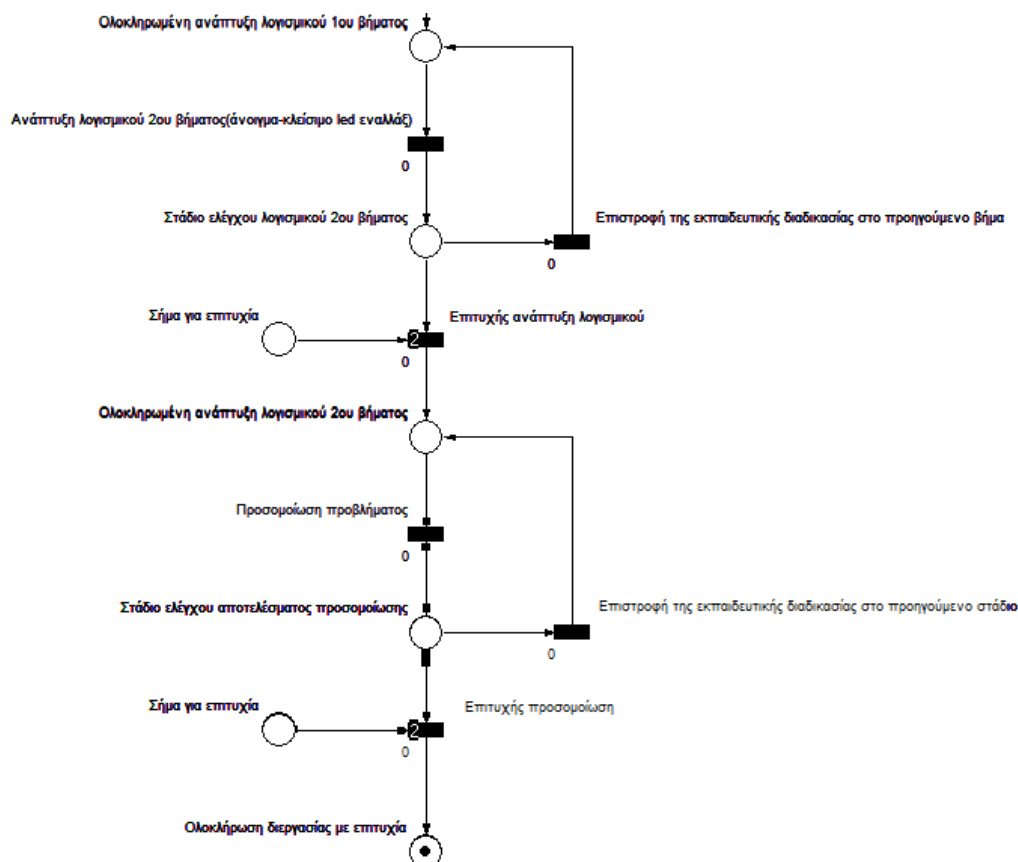 Ολοκληρωμένη ανάπτυξη λογισμικού 1ου βήματος
Ανάπτυξη λογισμικού 2ου βήματος(άνοιγμα-κλείσιμο led εναλλάξ)
0
Στάδιο ελέγχου λογισμικού 2ου βήματος
Επιστροφή της εκπαιδευτικής διαδικασίας στο προηγούμενο βήμα
0
Σήμα για επιτυχία
Επιτυχής ανάπτυξη λογισμικού
2
0
Ολοκληρωμένη ανάπτυξη λογισμικού 2ου βήματος
Προσομοίωση προβλήματος
0
Στάδιο ελέγχου αποτελέσματος προσομοίωσης
Επιστροφή της εκπαιδευτικής διαδικασίας στο προηγούμενο στάδιο
0
Σήμα για επιτυχία
Επιτυχής προσομοίωση
2
0
Ολοκλήρωση διεργασίας με επιτυχία